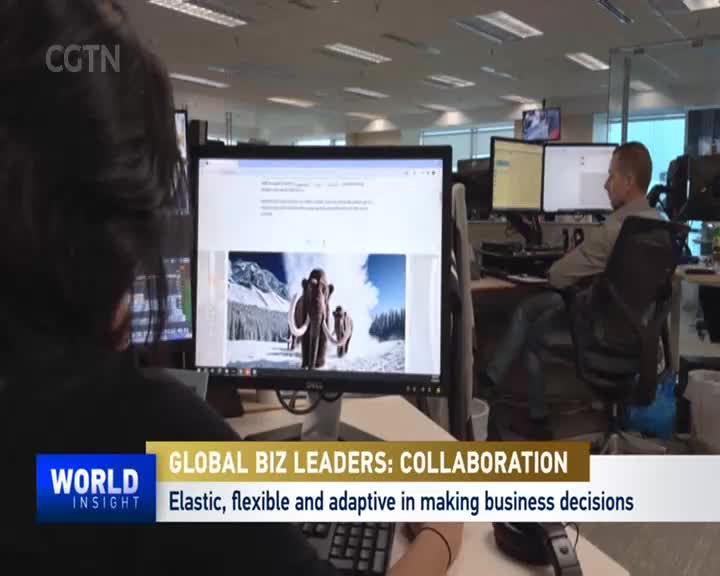 CGTN
DELL
GLOBAL BIZ LEADERS: COLLABORATION
WORLD
INSIGHT
Elastic, flexible and adaptive in making business decisions